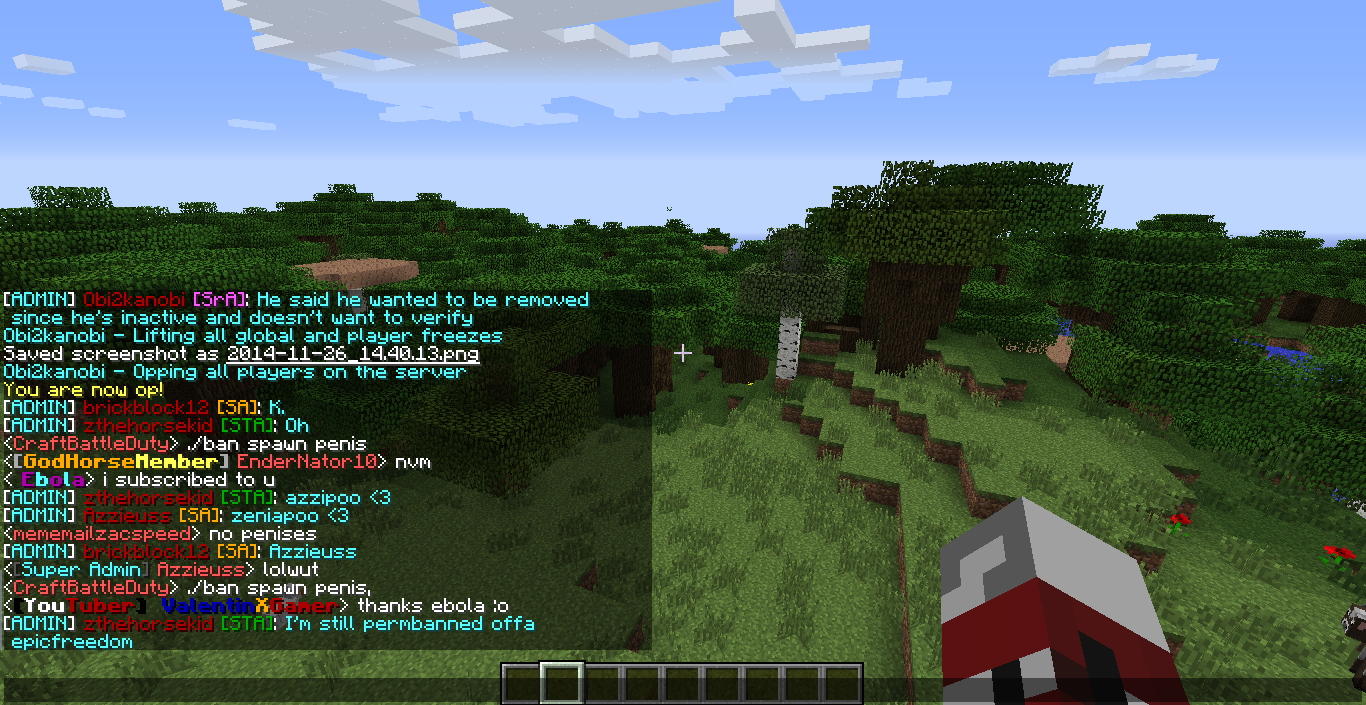 [ADMIN] Obi2kanobi [SrA]: He said he wanted to be removed
since he's inactive and doesn't want to verify
Obi2kanobi - Lifting all global and player freezes
Saved screenshot as 2014-11-26_14.40.13.png
Obi2kanobi - Opping all players on the server
You are now op!
[ADMIN] brickblock12 [SA]: K.
[ADMIN] zthehorsekid [STA]: Oh
<CraftBattleDuty> ./ban spawn penis
<[GodHorseMember] EnderNator10> nvm
< Ebola> i subscribed to u
[ADMIN] zthehorsekid [STA]: azzipoo <3
[ADMIN] Azzieuss [SA]: zeniapoo <3
<mememailzacspeed> no penises
[ADMIN] brickblock12 [SA]: Azzieuss
<[Super Admin] Azzieuss> lolwut
<CraftBattleDuty> ./ban spawn penis,
<[YouTuber] ValentinXGamer> thanks ebola :o
[ADMIN] zthehorsekid [STA]: I'm still permbanned offa
epicfreedom